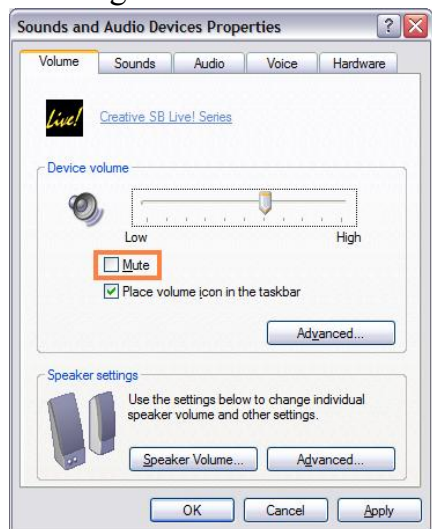 Sounds and Audio Devices Properties
Volume Sounds Audio Voice Hardware
Live! Creative SB Live! Series
Device volume
Low High
Mute
Place volume icon in the taskbar
Advanced...
Speaker settings
Use the settings below to change individual
speaker volume and other settings.
Speaker Volume... Advanced...
OK Cancel Apply